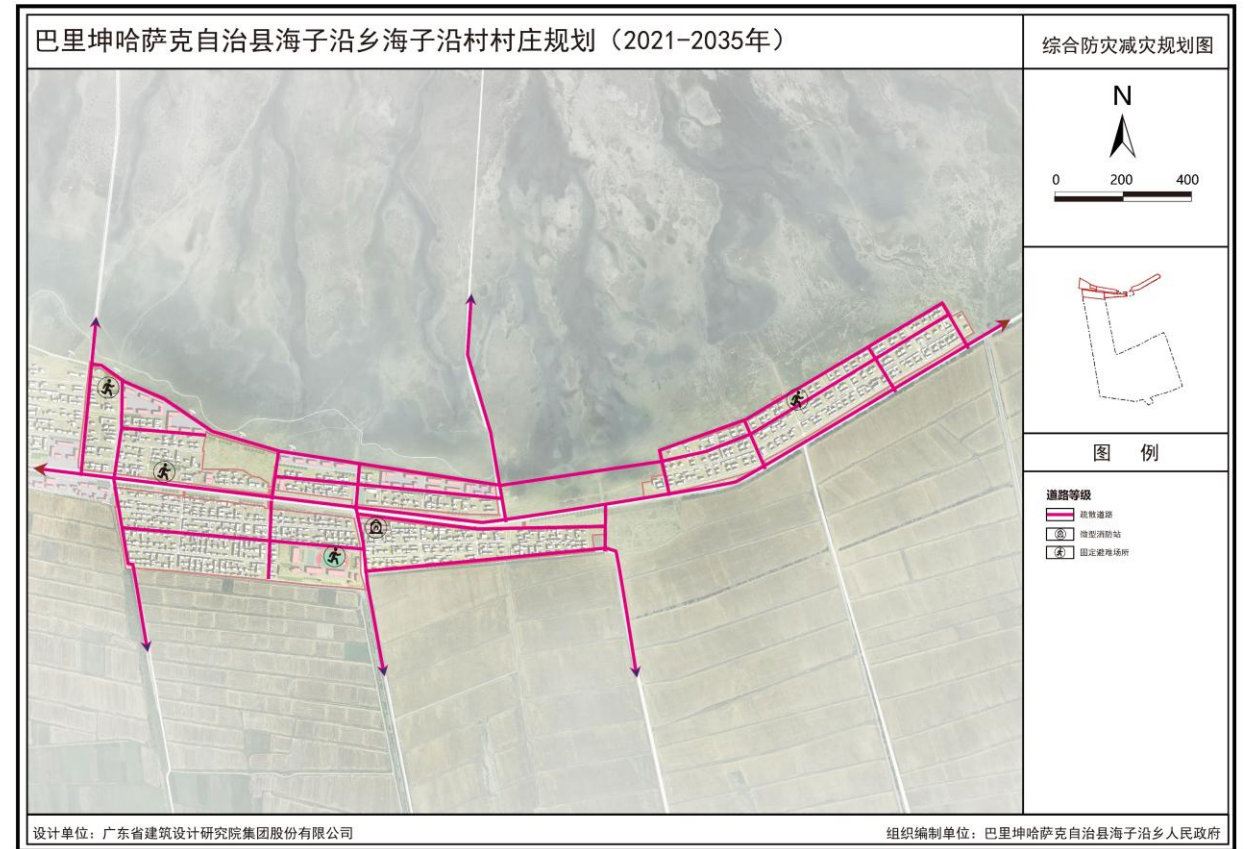 巴里坤哈萨克自治县海子沿乡海子沿村村庄规划（2021-2035年）
综合防灾减灾规划图
N
0 200 400
图 例
道路等级
疏散道路
微型消防站
固定避难场所
设计单位：广东省建筑设计研究院集团股份有限公司
组织编制单位：巴里坤哈萨克自治县海子沿乡人民政府